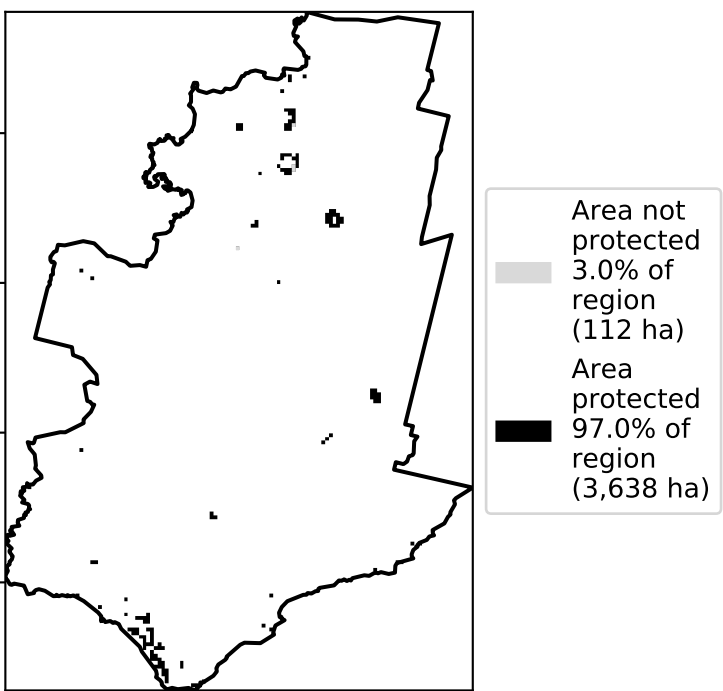 Area not
protected
3.0% of
region
(112 ha)
Area
protected
97.0% of
region
(3,638 ha)